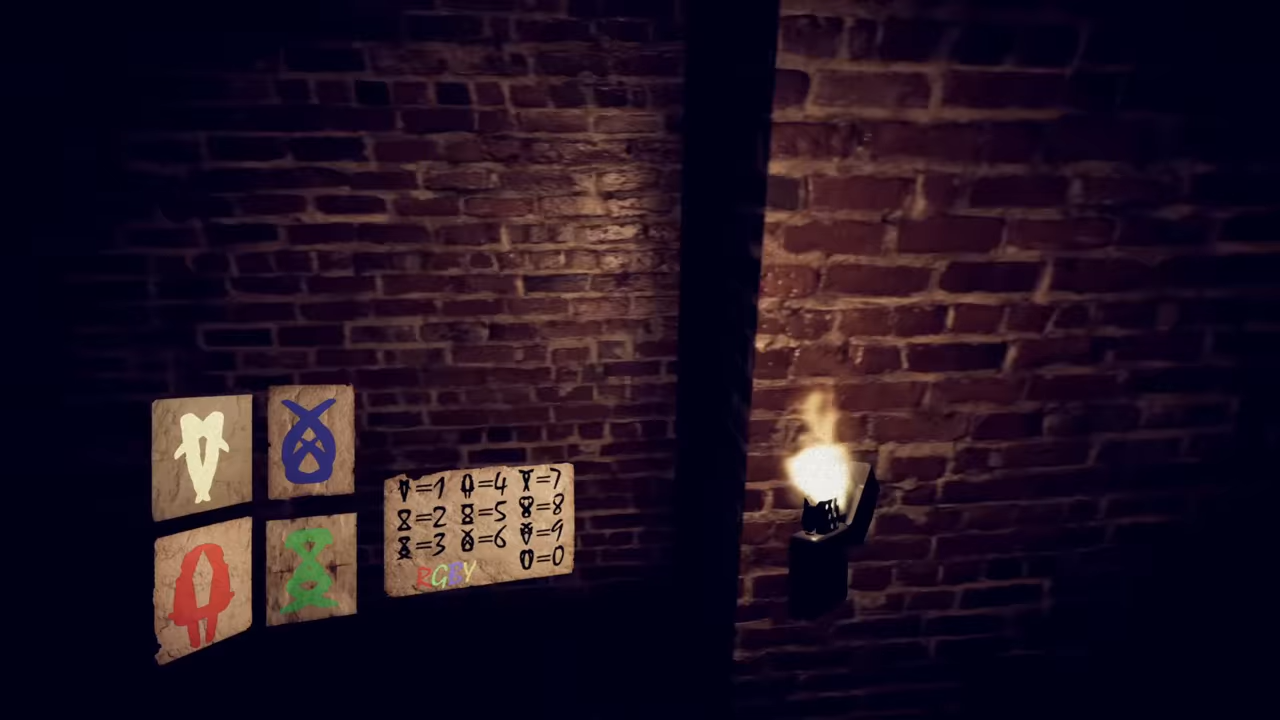 =1 =4 =7
=2 =5 =8
=3 =6 =9
=0
RGBY